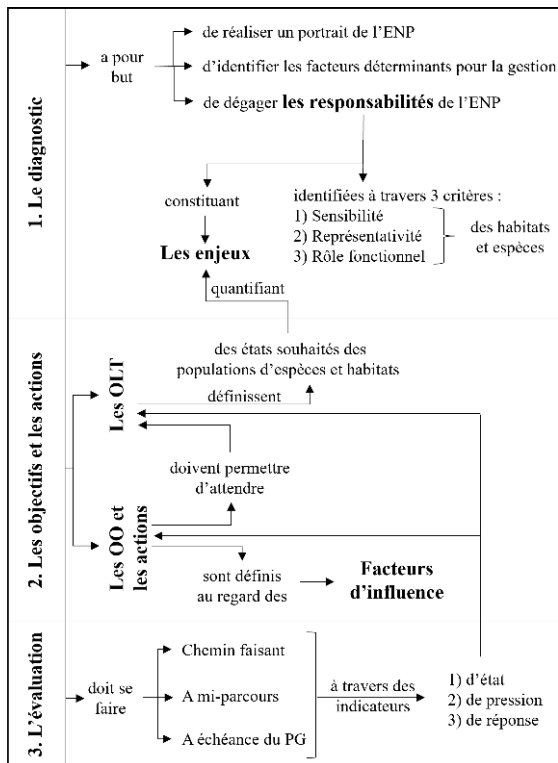 1. Le diagnostic
a pour
but
de réaliser un portrait de l'ENP
d'identifier les facteurs déterminants pour la gestion
de dégager les responsabilités de l'ENP
constituant
Les enjeux
identifiées à travers 3 critères :
1) Sensibilité
2) Représentativité
3) Rôle fonctionnel
des habitats
et espèces
quantifiant
2. Les objectifs et les actions
des états souhaités des
populations d'espèces et habitats
Les OLT
définissent
doivent permettre
d'attendre
Les OO et
les actions
sont définis
au regard des
Facteurs
d'influence
3. L'évaluation
doit se
faire
Chemin faisant
A mi-parcours
A échéance du PG
à travers des
indicateurs
1) d'état
2) de pression
3) de réponse